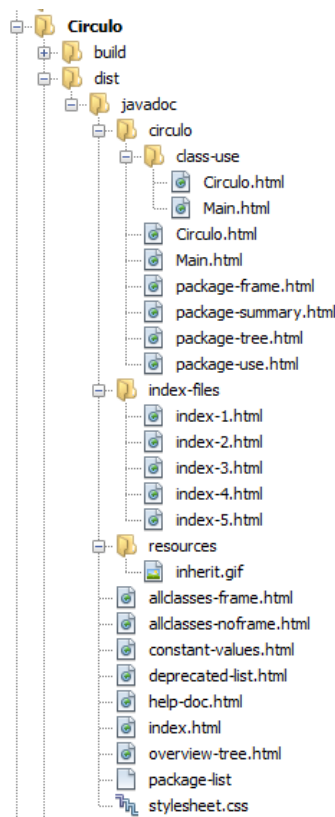 Circulo
build
dist
javadoc
circulo
class-use
Circulo.html
Main.html
Circulo.html
Main.html
package-frame.html
package-summary.html
package-tree.html
package-use.html
index-files
index-1.html
index-2.html
index-3.html
index-4.html
index-5.html
resources
inherit.gif
allclasses-frame.html
allclasses-noframe.html
constant-values.html
deprecated-list.html
help-doc.html
index.html
overview-tree.html
package-list
stylesheet.css